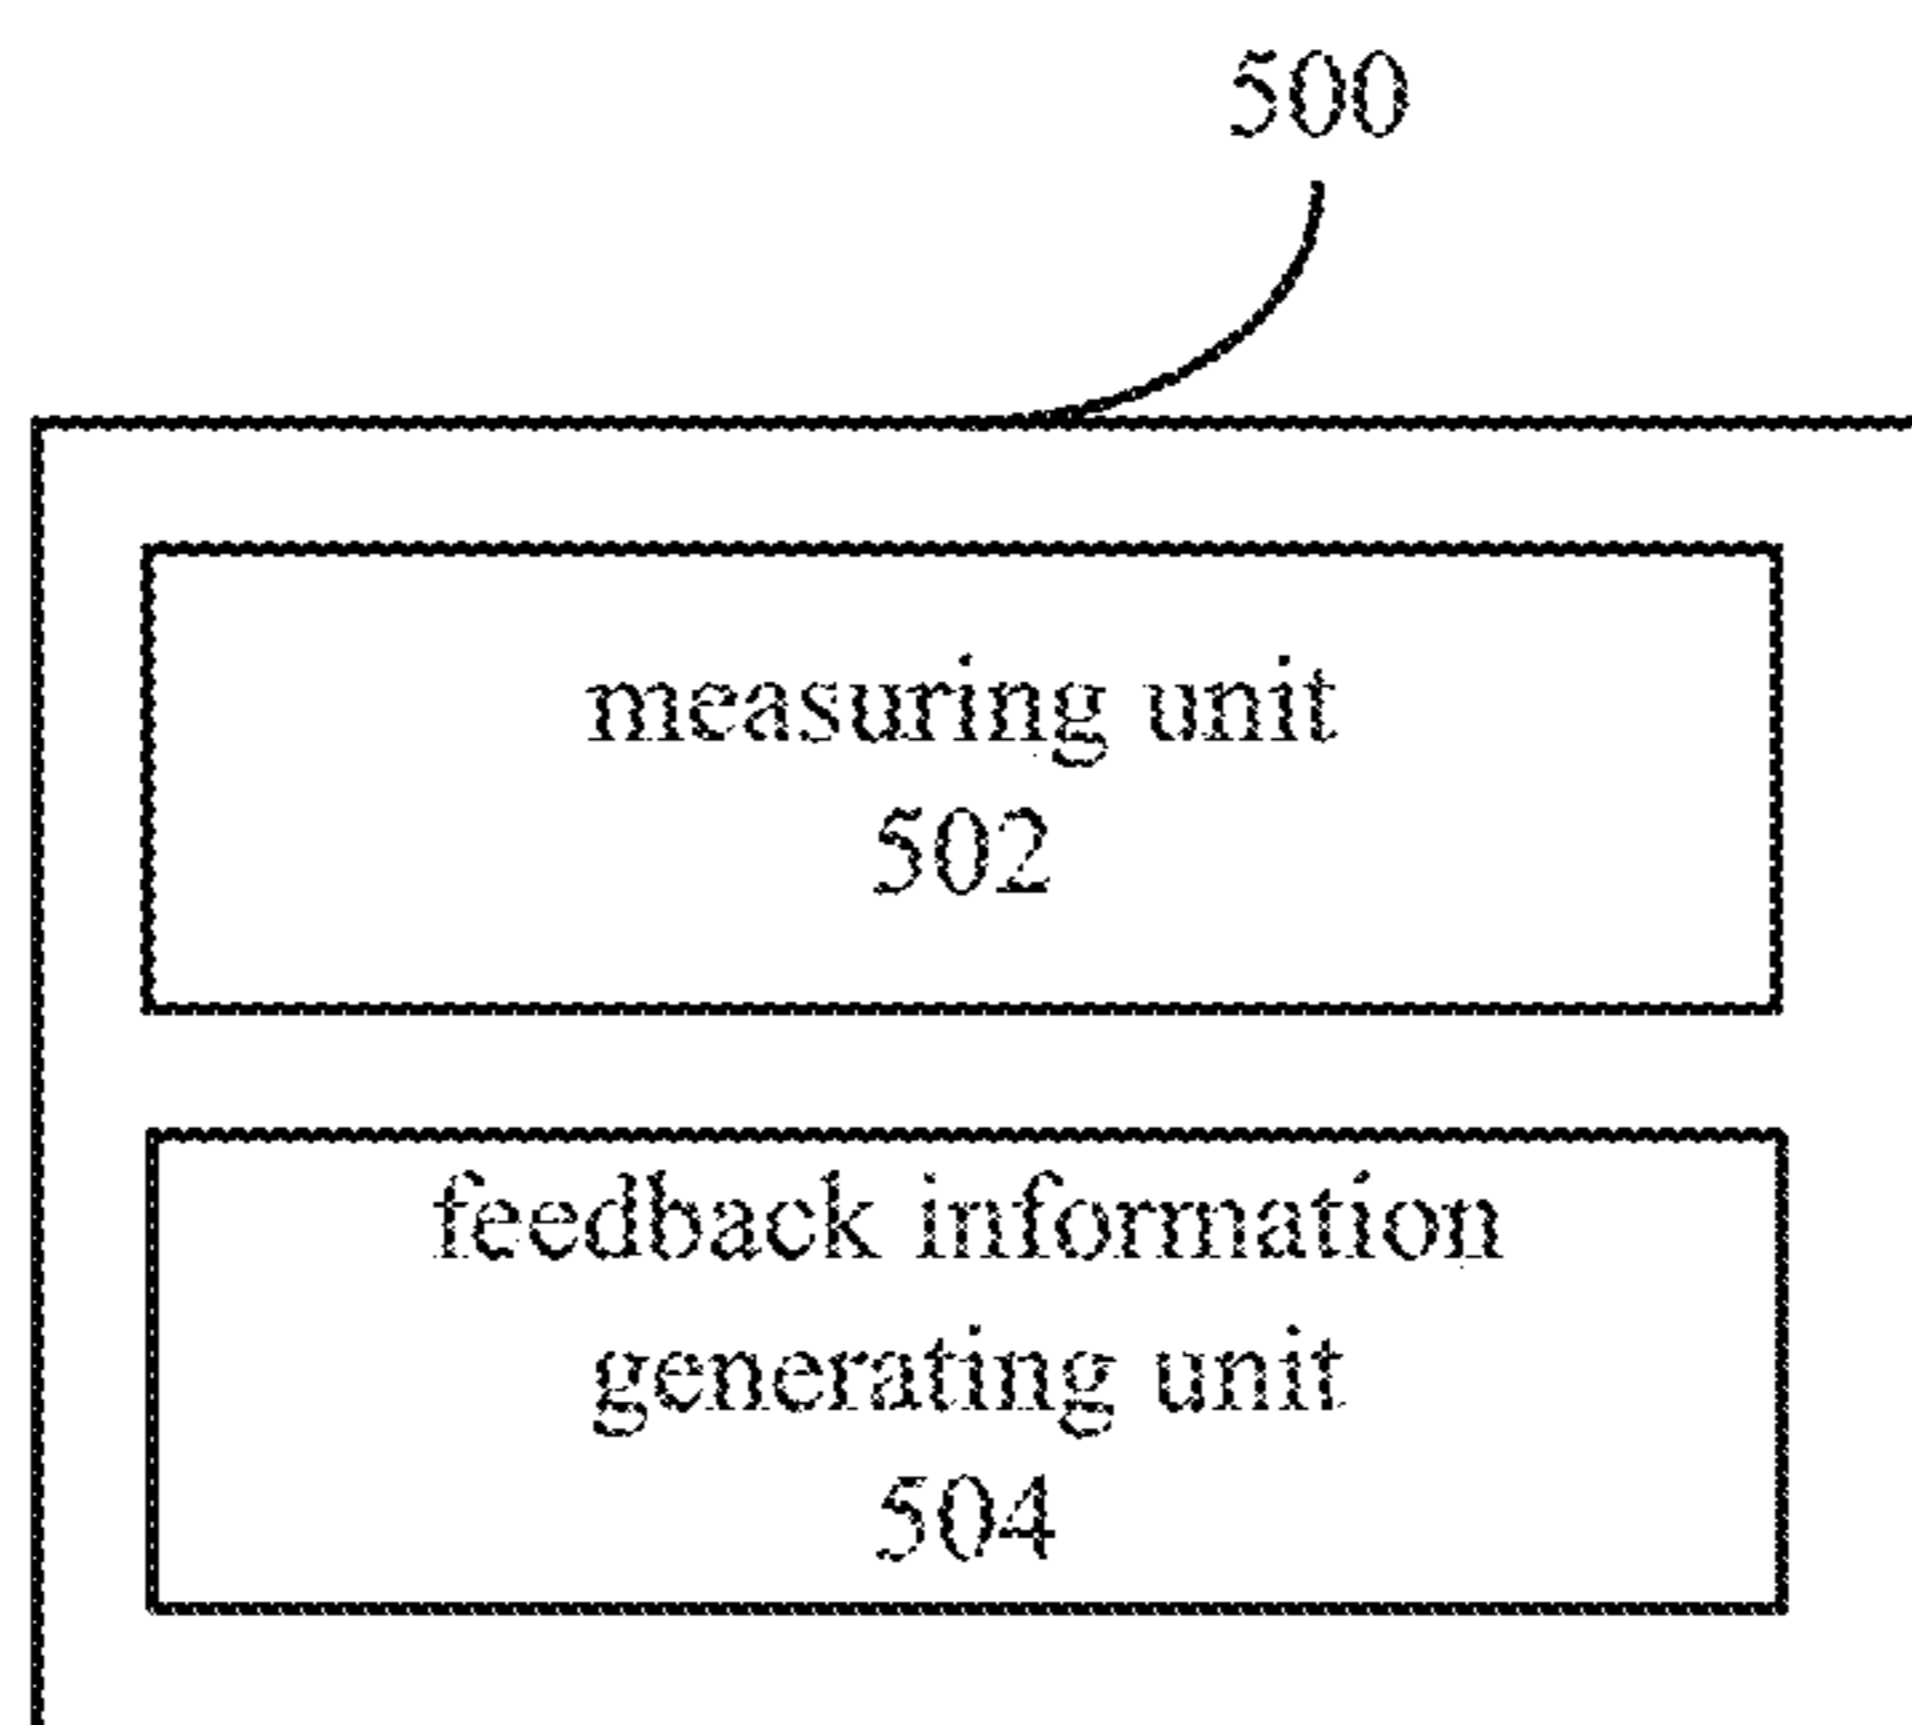 500
measuring unit
502
feedback information
generating unit
504